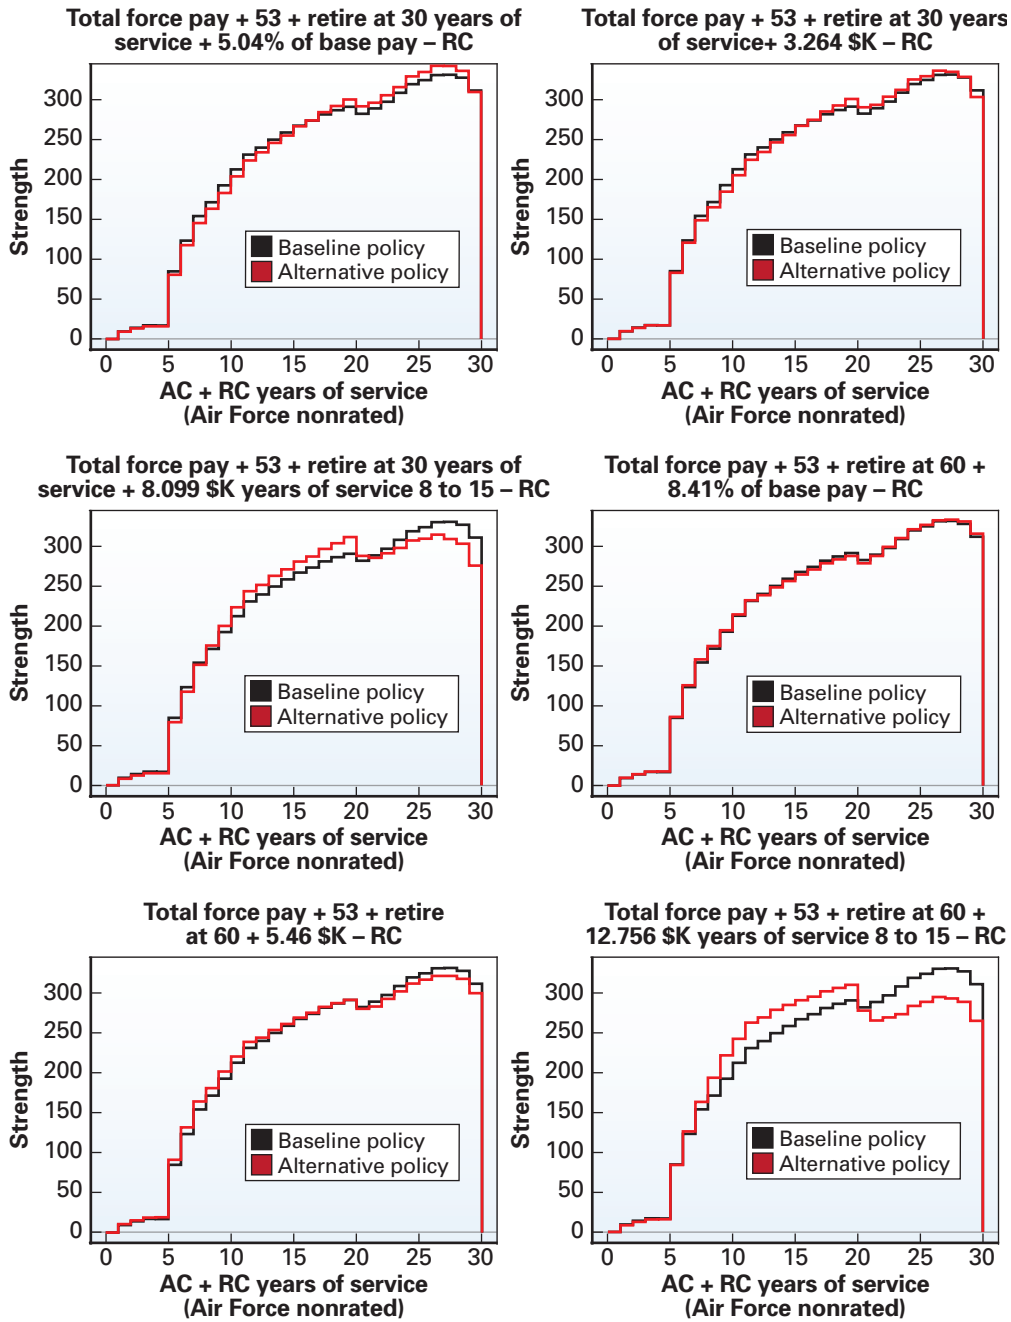 Total force pay + 53 + retire at 30 years of
service + 5.04% of base pay – RC
Strength
300
250
200
150
100
50
0
Baseline policy
Alternative policy
0 5 10 15 20 25 30
AC + RC years of service
(Air Force nonrated)
Total force pay + 53 + retire at 30 years
of service+ 3.264 $K – RC
Strength
300
250
200
150
100
50
0
Baseline policy
Alternative policy
0 5 10 15 20 25 30
AC + RC years of service
(Air Force nonrated)
Total force pay + 53 + retire at 30 years of
service + 8.099 $K years of service 8 to 15 – RC
Strength
300
250
200
150
100
50
0
Baseline policy
Alternative policy
0 5 10 15 20 25 30
AC + RC years of service
(Air Force nonrated)
Total force pay + 53 + retire at 60 +
8.41% of base pay – RC
Strength
300
250
200
150
100
50
0
Baseline policy
Alternative policy
0 5 10 15 20 25 30
AC + RC years of service
(Air Force nonrated)
Total force pay + 53 + retire
at 60 + 5.46 $K – RC
Strength
300
250
200
150
100
50
0
Baseline policy
Alternative policy
0 5 10 15 20 25 30
AC + RC years of service
(Air Force nonrated)
Total force pay + 53 + retire at 60 +
12.756 $K years of service 8 to 15 – RC
Strength
300
250
200
150
100
50
0
Baseline policy
Alternative policy
0 5 10 15 20 25 30
AC + RC years of service
(Air Force nonrated)